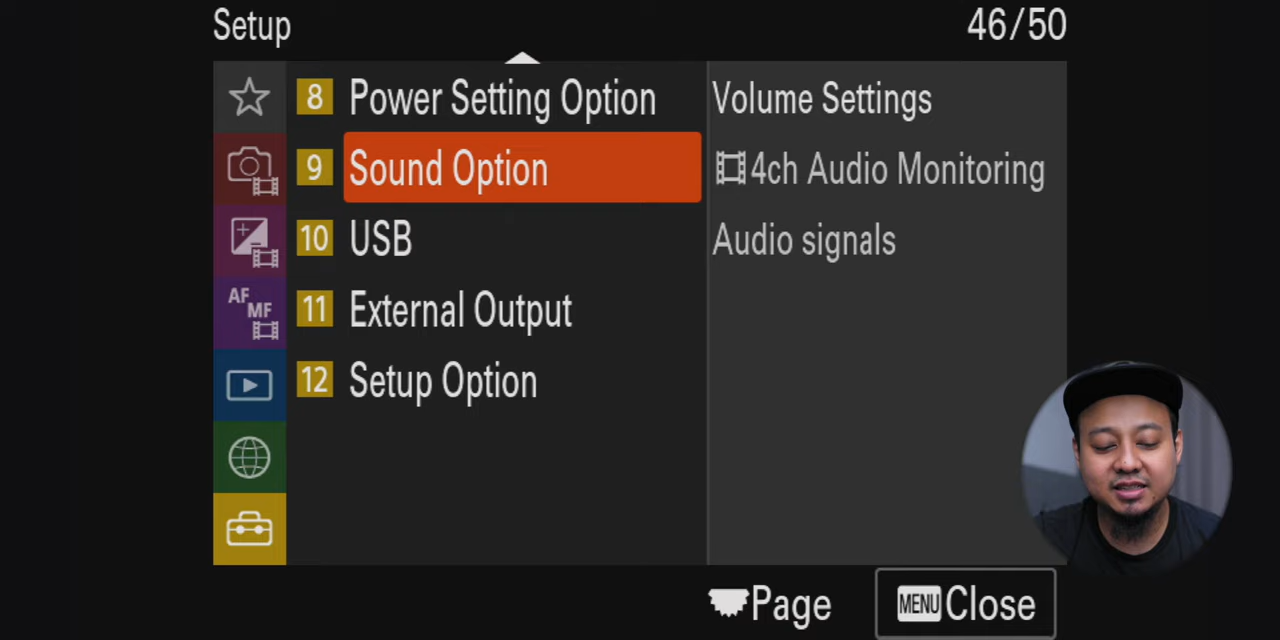 Setup 46/50
8 Power Setting Option
9 Sound Option
10 USB
11 External Output
12 Setup Option
AF MF
Volume Settings
4ch Audio Monitoring
Audio signals
Page
MENU Close